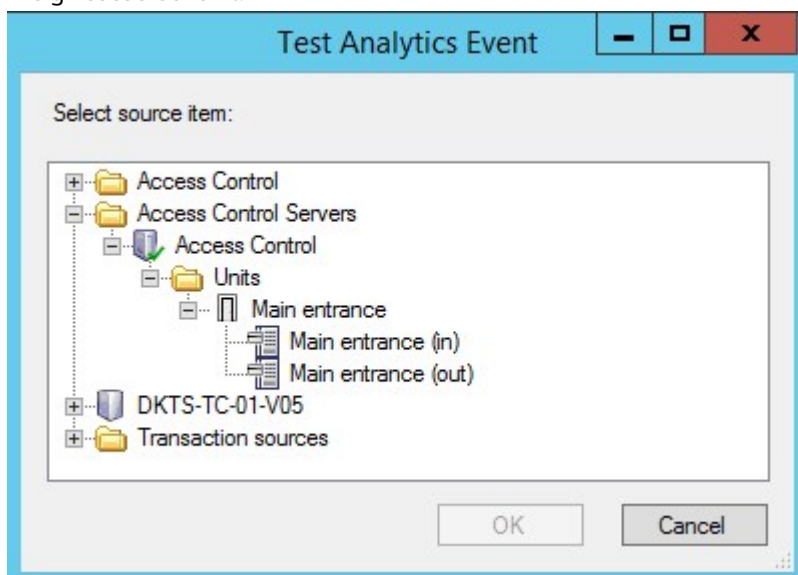 Test Analytics Event
Select source item:
Access Control
Access Control Servers
Access Control
Units
Main entrance
Main entrance (in)
Main entrance (out)
DKTS-TC-01-V05
Transaction sources
OK
Cancel